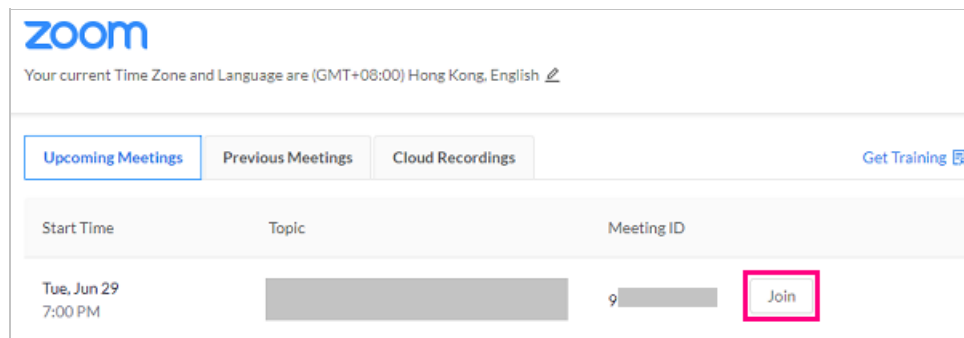 zoom
Your current Time Zone and Language are (GMT+08:00) Hong Kong, English
Upcoming Meetings Previous Meetings Cloud Recordings Get Training
Start Time Topic Meeting ID
Tue, Jun 29
7:00 PM
9 Join